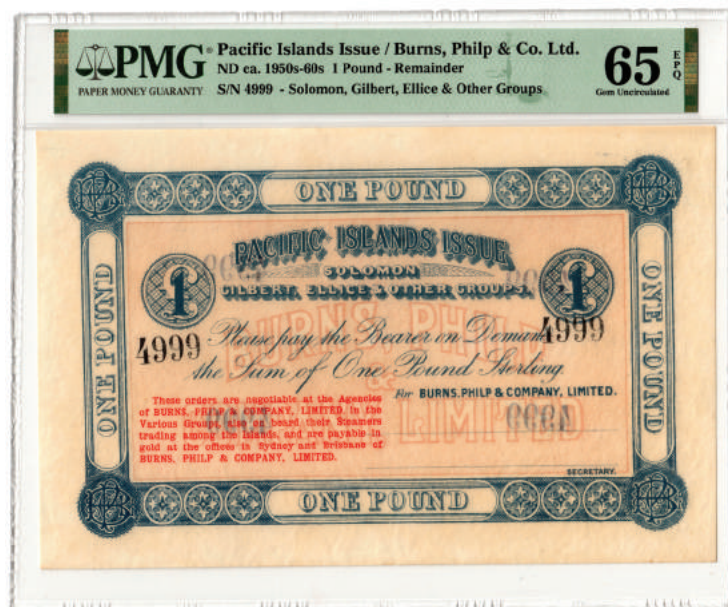 PMG
PAPER MONEY GUARANTY
Pacific Islands Issue / Burns, Philp & Co. Ltd.
ND ca. 1950s-60s 1 Pound - Remainder
S/N 4999 - Solomon, Gilbert, Ellice & Other Groups
65
EPQ
Gem Uncirculated
ONE POUND
ONE POUND
ONE POUND
PACIFIC ISLANDS ISSUE
SOLOMON
GILBERT, ELLICE & OTHER GROUPS.
£1
£1
4999
4999
Please pay the Bearer on Demand
the Sum of One Pound Sterling.
BURNS, PHILP
& Co
LIMITED
For BURNS, PHILP & COMPANY, LIMITED.
These orders are negotiable at the Agencies
of BURNS, PHILP & COMPANY, LIMITED, in the
Various Groups, also on board their Steamers
trading among the Islands, and are payable in
gold at the offices in Sydney and Brisbane of
BURNS, PHILP & COMPANY, LIMITED.
SECRETARY.
ONE POUND